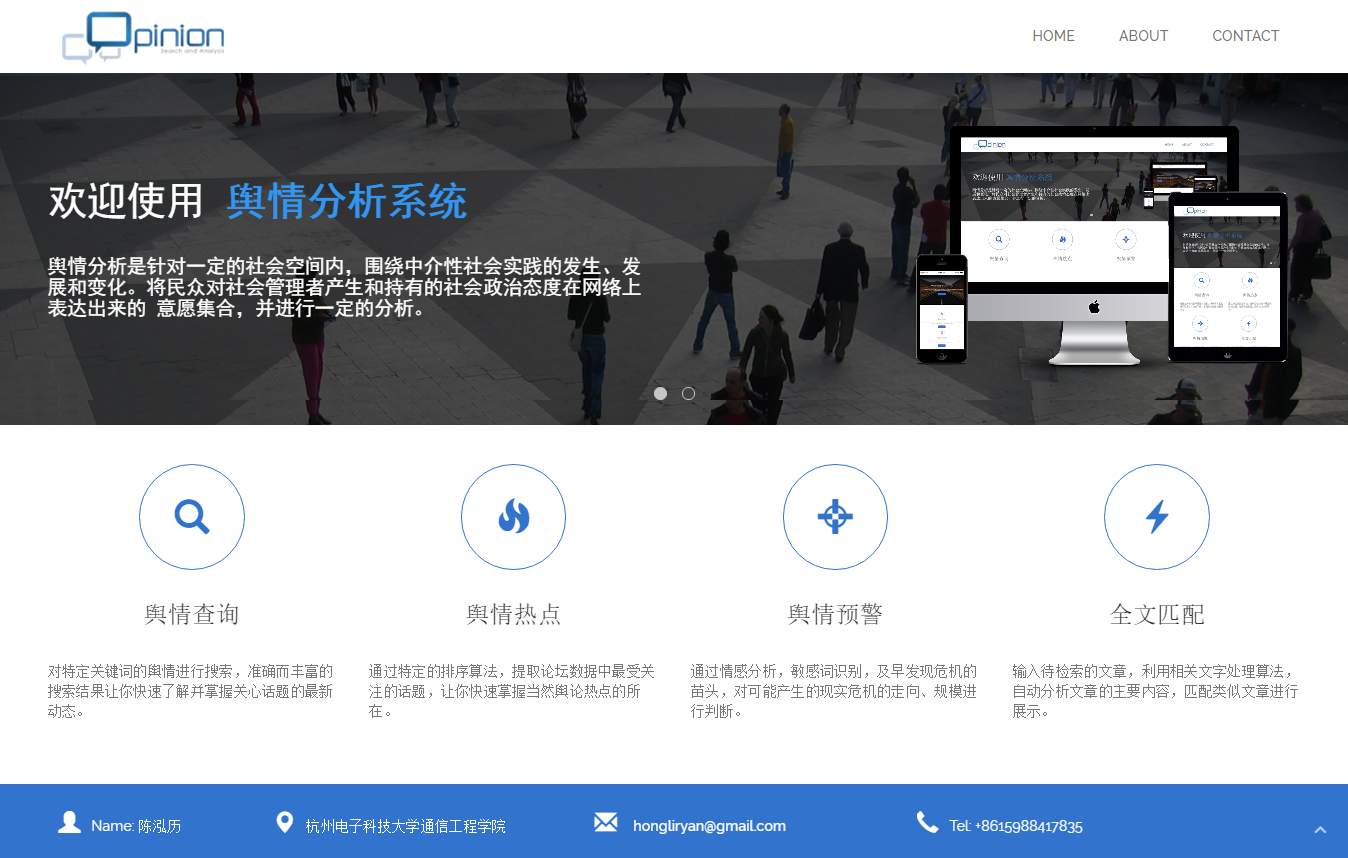 Opinion
Search and Analysis
HOME
ABOUT
CONTACT
欢迎使用 舆情分析系统
舆情分析是针对一定的社会空间内，围绕中介性社会实践的发生、发
展和变化。将民众对社会管理者产生和持有的社会政治态度在网络上
表达出来的 意愿集合，并进行一定的分析。
舆情查询
对特定关键词的舆情进行搜索，准确而丰富的
搜索结果让你快速了解并掌握关心话题的最新
动态。
舆情热点
通过特定的排序算法，提取论坛数据中最受关
注的话题，让你快速掌握当然舆论热点的所
在。
舆情预警
通过情感分析，敏感词识别，及早发现危机的
苗头，对可能产生的现实危机的走向、规模进
行判断。
全文匹配
输入待检索的文章，利用相关文字处理算法，
自动分析文章的主要内容，匹配类似文章进行
展示。
Name: 陈泓历
杭州电子科技大学通信工程学院
hongliryan@gmail.com
Tel: +8615988417835